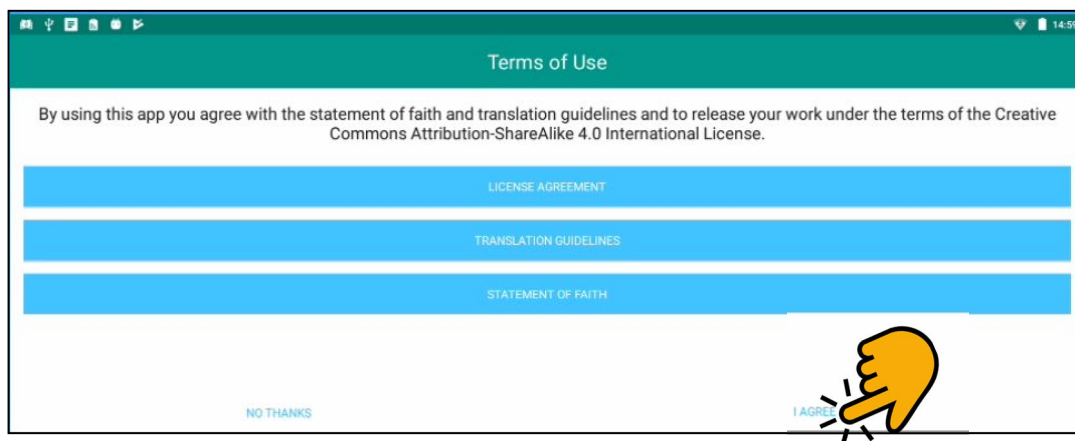 14:59
Terms of Use
By using this app you agree with the statement of faith and translation guidelines and to release your work under the terms of the Creative
Commons Attribution-ShareAlike 4.0 International License.
LICENSE AGREEMENT
TRANSLATION GUIDELINES
STATEMENT OF FAITH
NO THANKS
I AGREE